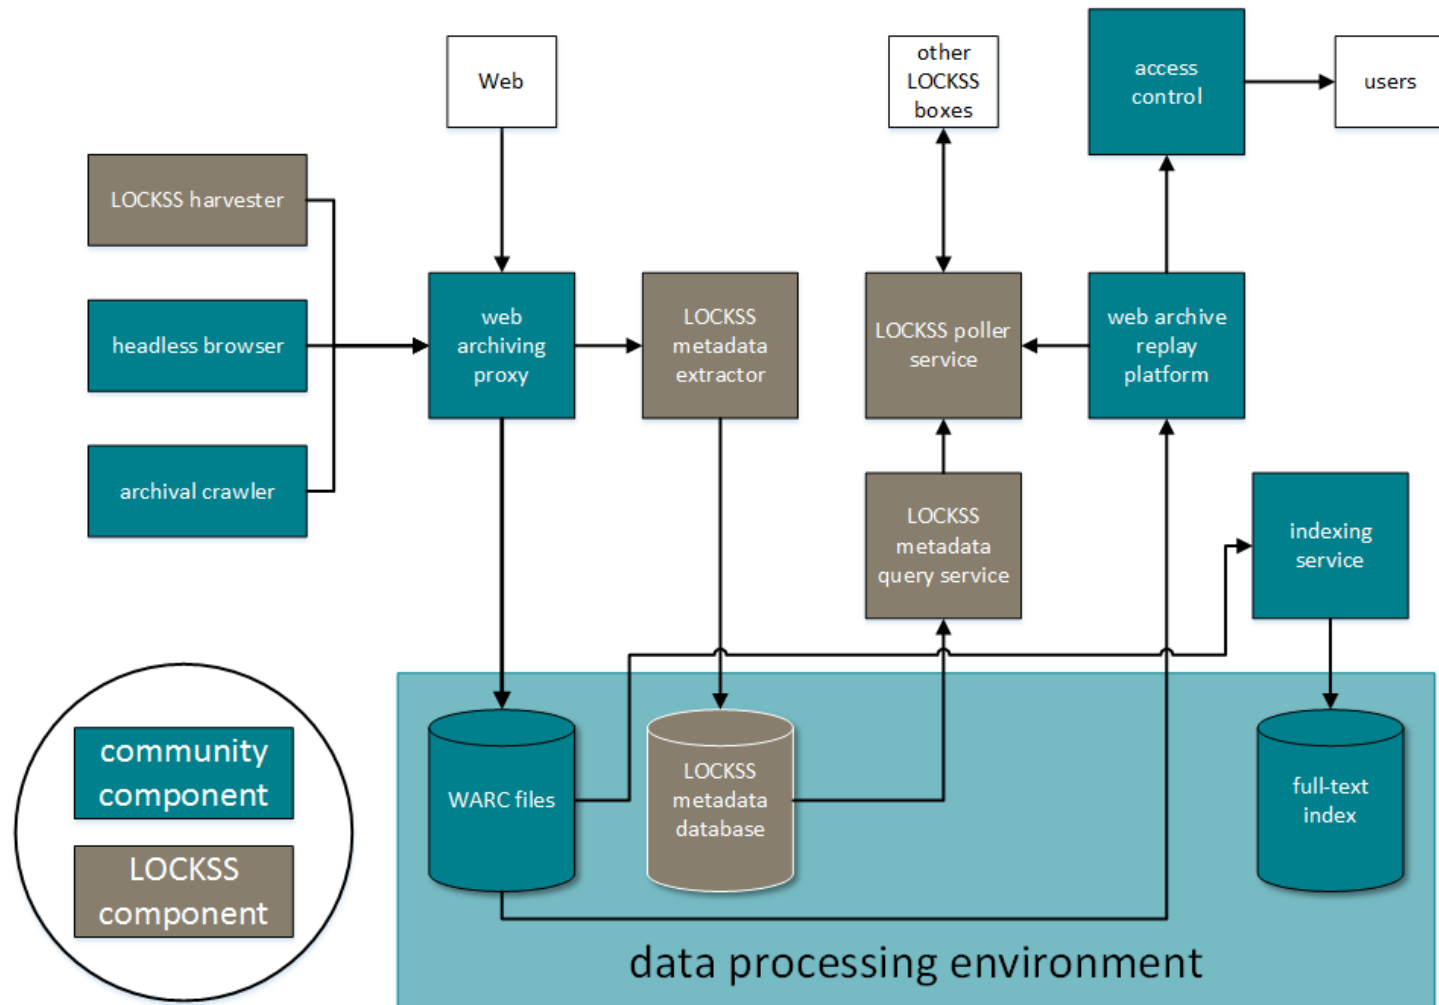 Web
other
LOCKSS
boxes
access
control
users
LOCKSS harvester
headless browser
archival crawler
web
archiving
proxy
LOCKSS
metadata
extractor
LOCKSS poller
service
web archive
replay
platform
LOCKSS
metadata
query service
indexing
service
community
component
LOCKSS
component
WARC files
LOCKSS
metadata
database
full-text
index
data processing environment